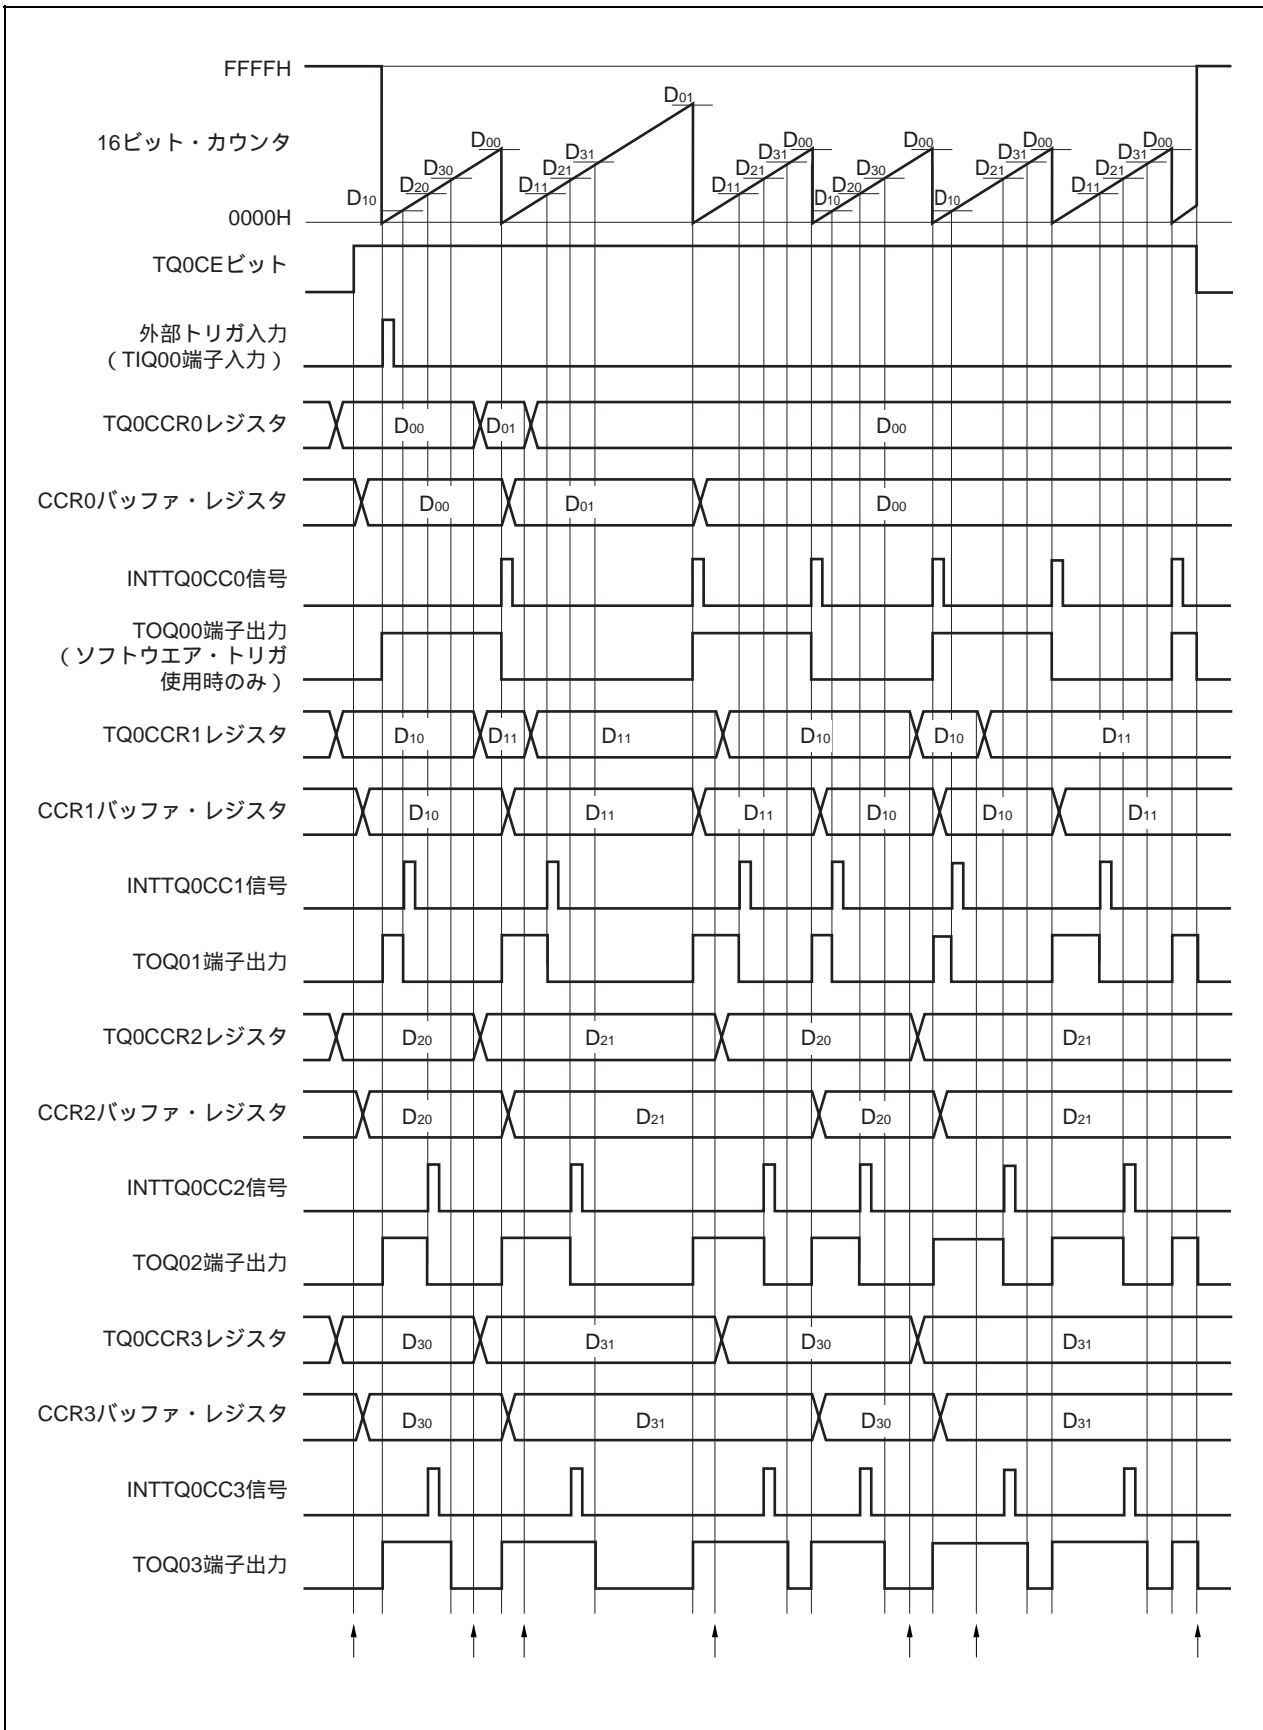 FFFFH
D01
16ビット・カウンタ
D00 D00 D00 D00 D00
D30 D31 D31 D30 D31 D31
D20 D21 D21 D20 D21 D21
D10 D11 D11 D10 D10 D11
0000H
TQ0CEビット
外部トリガ入力
(TIQ00端子入力)
TQ0CCR0レジスタ D00 D01 D00
CCR0バッファ・レジスタ D00 D01 D00
INTTQ0CC0信号
TOQ00端子出力
(ソフトウエア・トリガ
使用時のみ)
TQ0CCR1レジスタ D10 D11 D11 D10 D10 D11
CCR1バッファ・レジスタ D10 D11 D11 D10 D10 D11
INTTQ0CC1信号
TOQ01端子出力
TQ0CCR2レジスタ D20 D21 D20 D21
CCR2バッファ・レジスタ D20 D21 D20 D21
INTTQ0CC2信号
TOQ02端子出力
TQ0CCR3レジスタ D30 D31 D30 D31
CCR3バッファ・レジスタ D30 D31 D30 D31
INTTQ0CC3信号
TOQ03端子出力